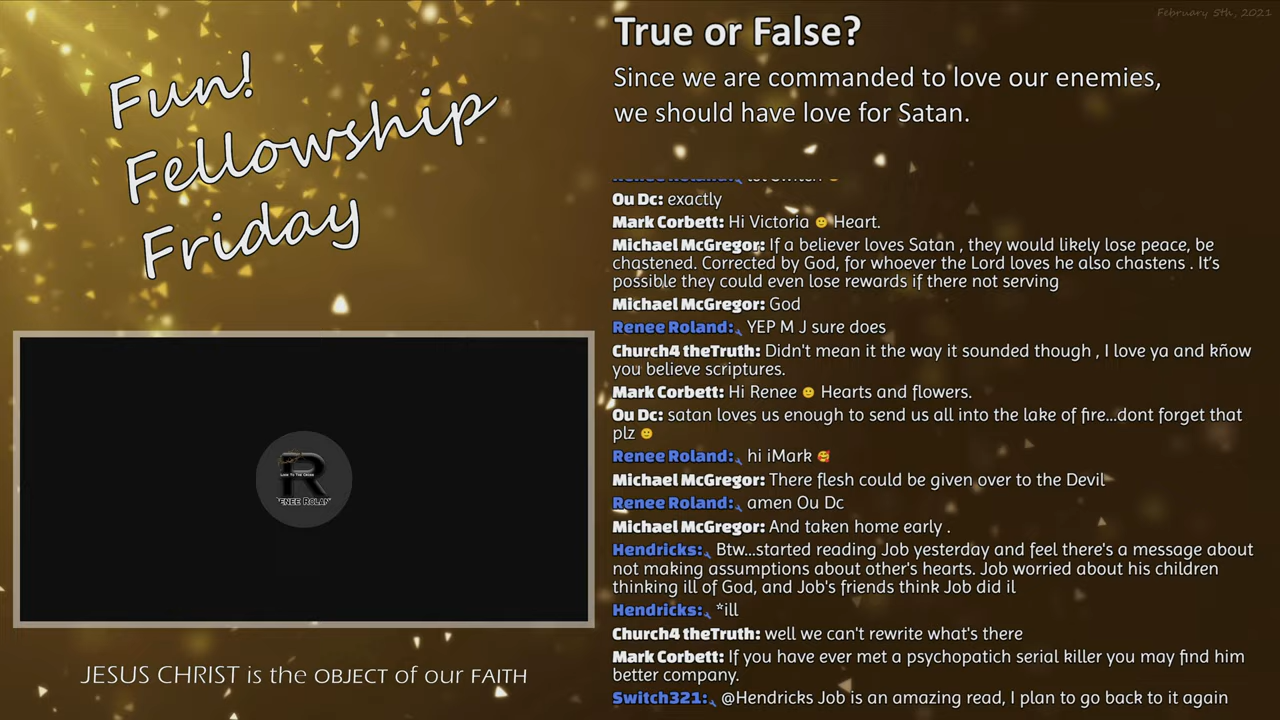 Fun!
Fellowship
Friday
LOOK TO THE CROSS
JESUS CHRIST is the OBJECT of our FAITH
February 5th, 2021
True or False?
Since we are commanded to love our enemies,
we should have love for Satan.
Ou Dc: exactly
Mark Corbett: Hi Victoria 🙂 Heart.
Michael McGregor: If a believer loves Satan , they would likely lose peace, be
chastened. Corrected by God, for whoever the Lord loves he also chastens . It's
possible they could even lose rewards if there not serving
Michael McGregor: God
Renee Roland: YEP M J sure does
Church4 theTruth: Didn't mean it the way it sounded though , I love ya and kñow
you believe scriptures.
Mark Corbett: Hi Renee 🙂 Hearts and flowers.
Ou Dc: satan loves us enough to send us all into the lake of fire...dont forget that
plz 🙂
Renee Roland: hi iMark 🥰
Michael McGregor: There flesh could be given over to the Devil
Renee Roland: amen Ou Dc
Michael McGregor: And taken home early .
Hendricks: Btw...started reading Job yesterday and feel there's a message about
not making assumptions about other's hearts. Job worried about his children
thinking ill of God, and Job's friends think Job did il
Hendricks: *ill
Church4 theTruth: well we can't rewrite what's there
Mark Corbett: If you have ever met a psychopatich serial killer you may find him
better company.
Switch321: @Hendricks Job is an amazing read, I plan to go back to it again